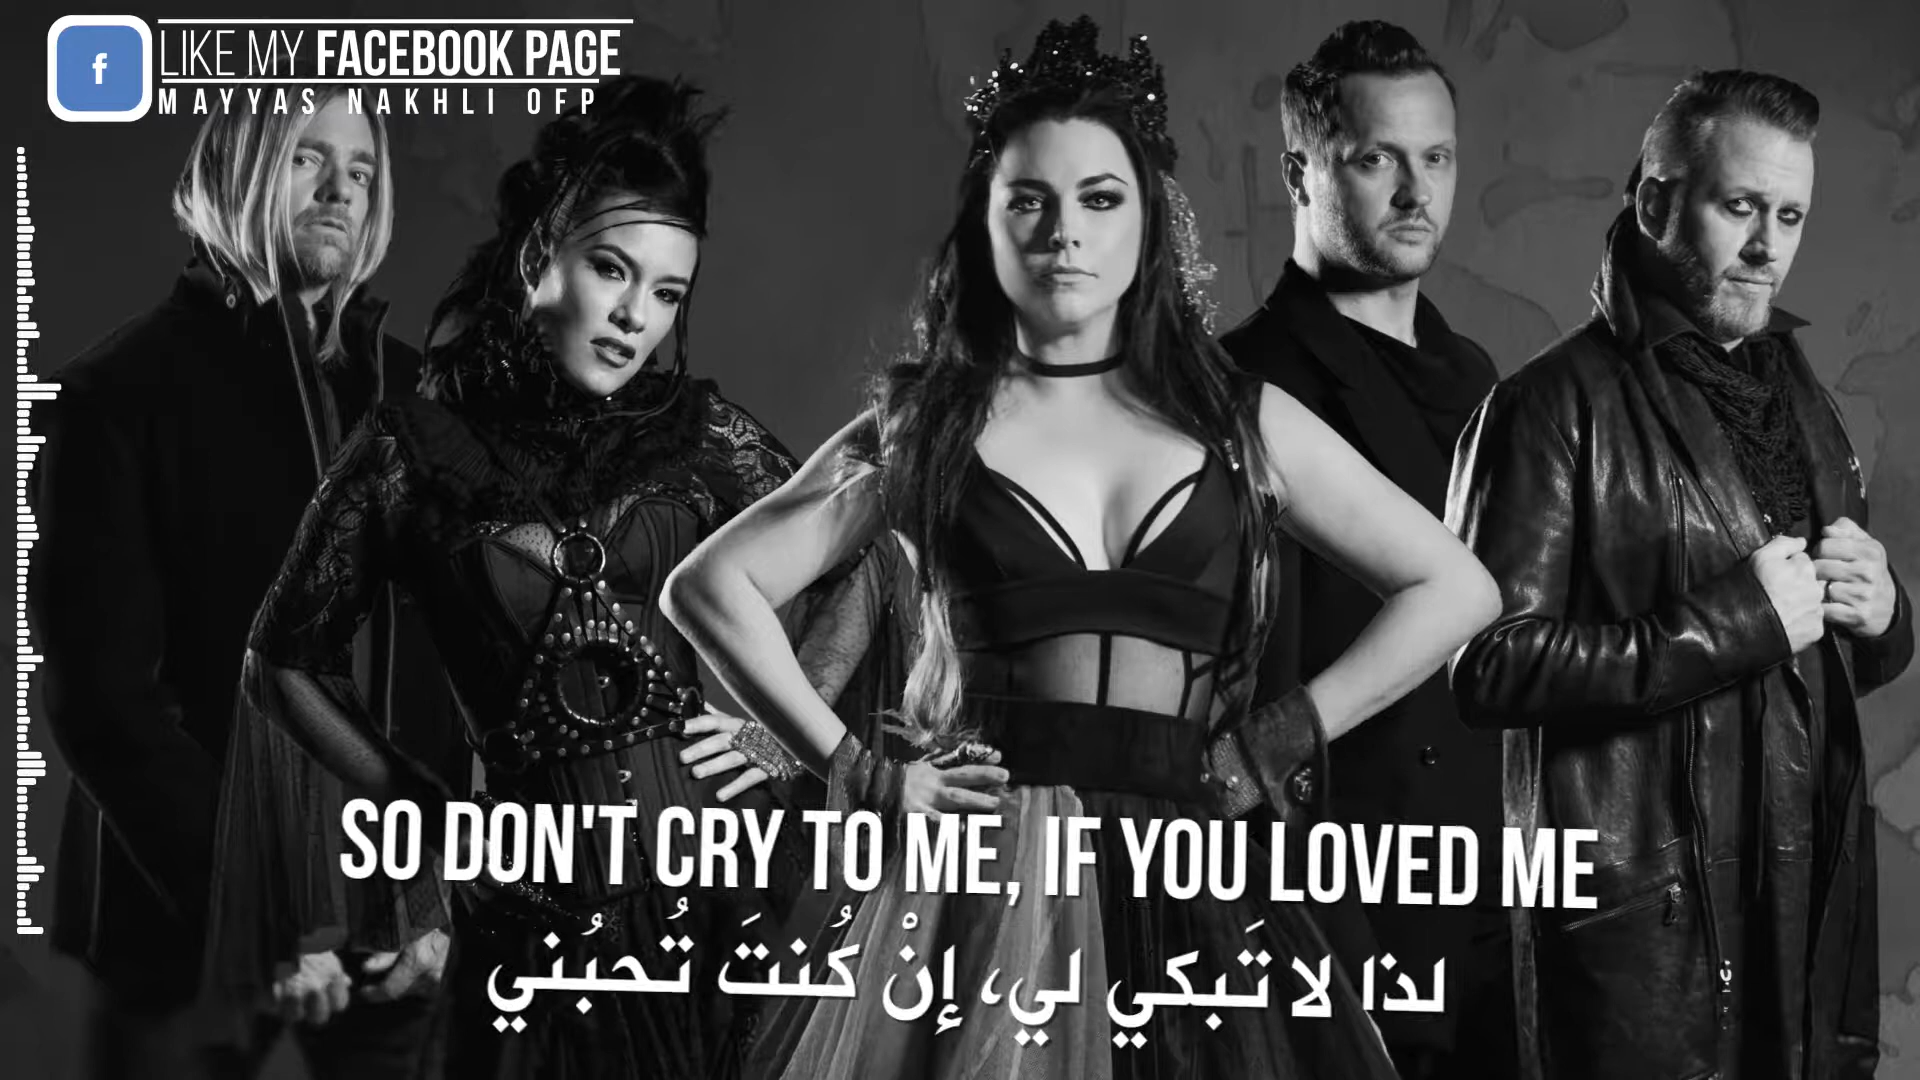 f
LIKE MY FACEBOOK PAGE
MAYYAS NAKHLI OFP
SO DON'T CRY TO ME, IF YOU LOVED ME
لذا لا تَبكي لي، إنْ كُنتَ تُحبُني